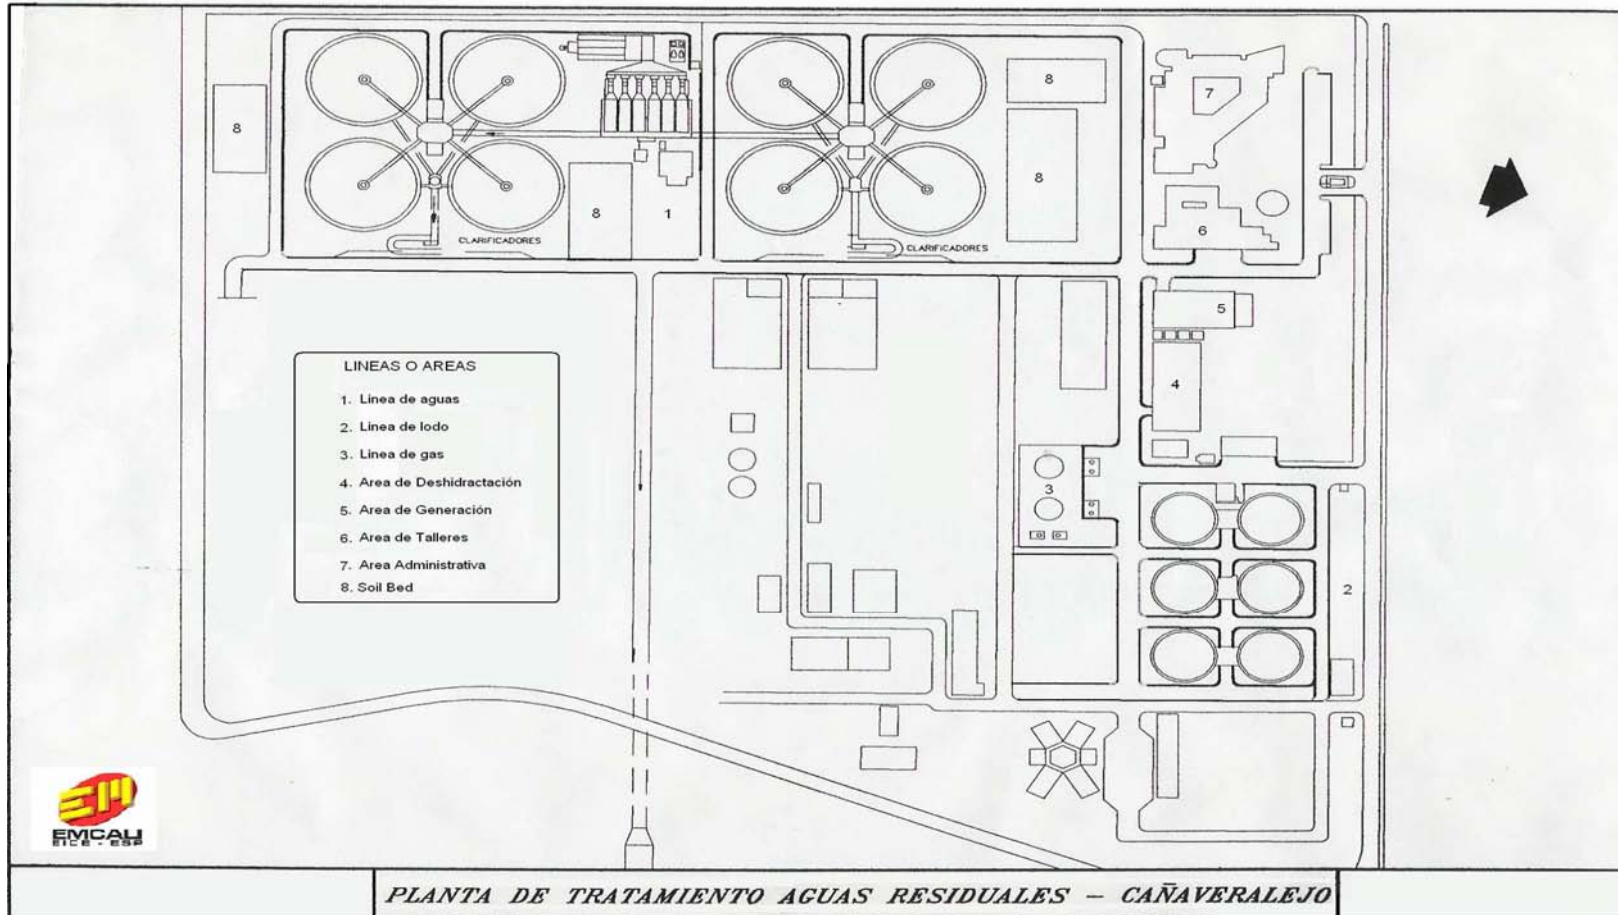 8
8
1
CLARIFICADORES
8
8
CLARIFICADORES
7
6
5
4
3
2
LINEAS O AREAS
1. Linea de aguas
2. Linea de lodo
3. Linea de gas
4. Area de Deshidractación
5. Area de Generación
6. Area de Talleres
7. Area Administrativa
8. Soil Bed
EM
EMCALI
EICE - ESP
PLANTA DE TRATAMIENTO AGUAS RESIDUALES - CAÑAVERALEJO